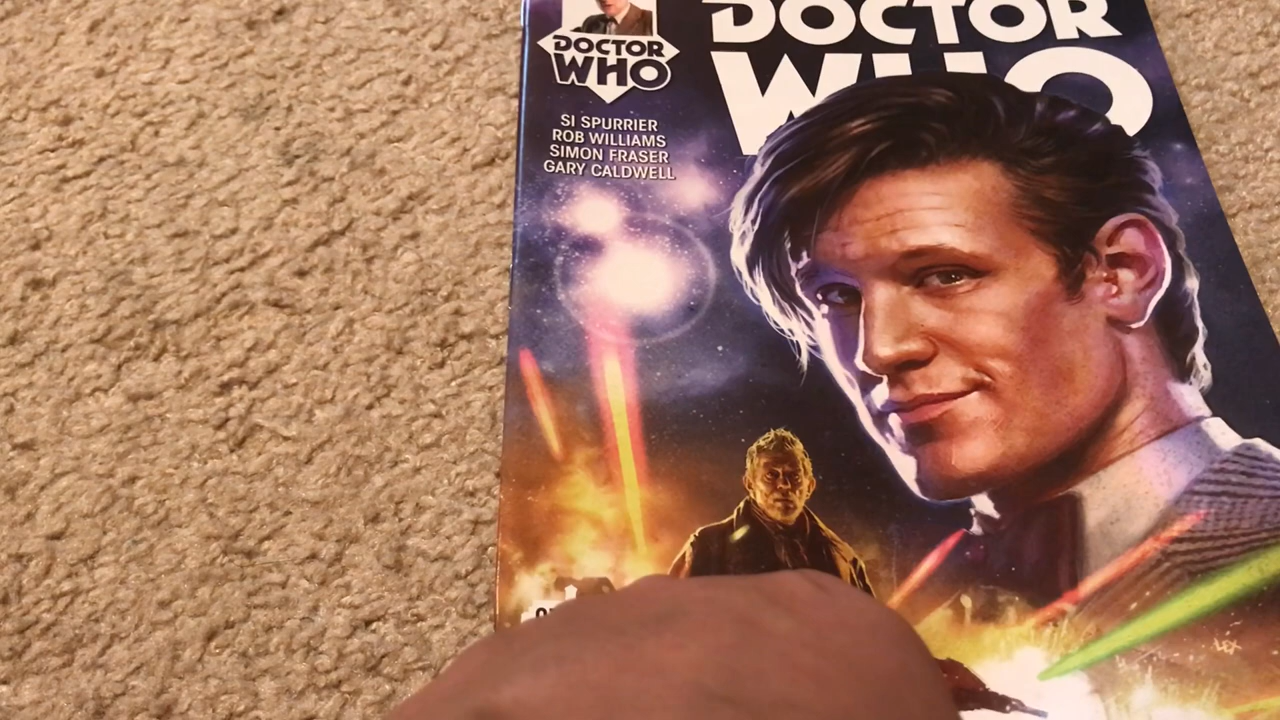 DOCTOR
WHO
SI SPURRIER
ROB WILLIAMS
SIMON FRASER
GARY CALDWELL
DOCTOR
WHO